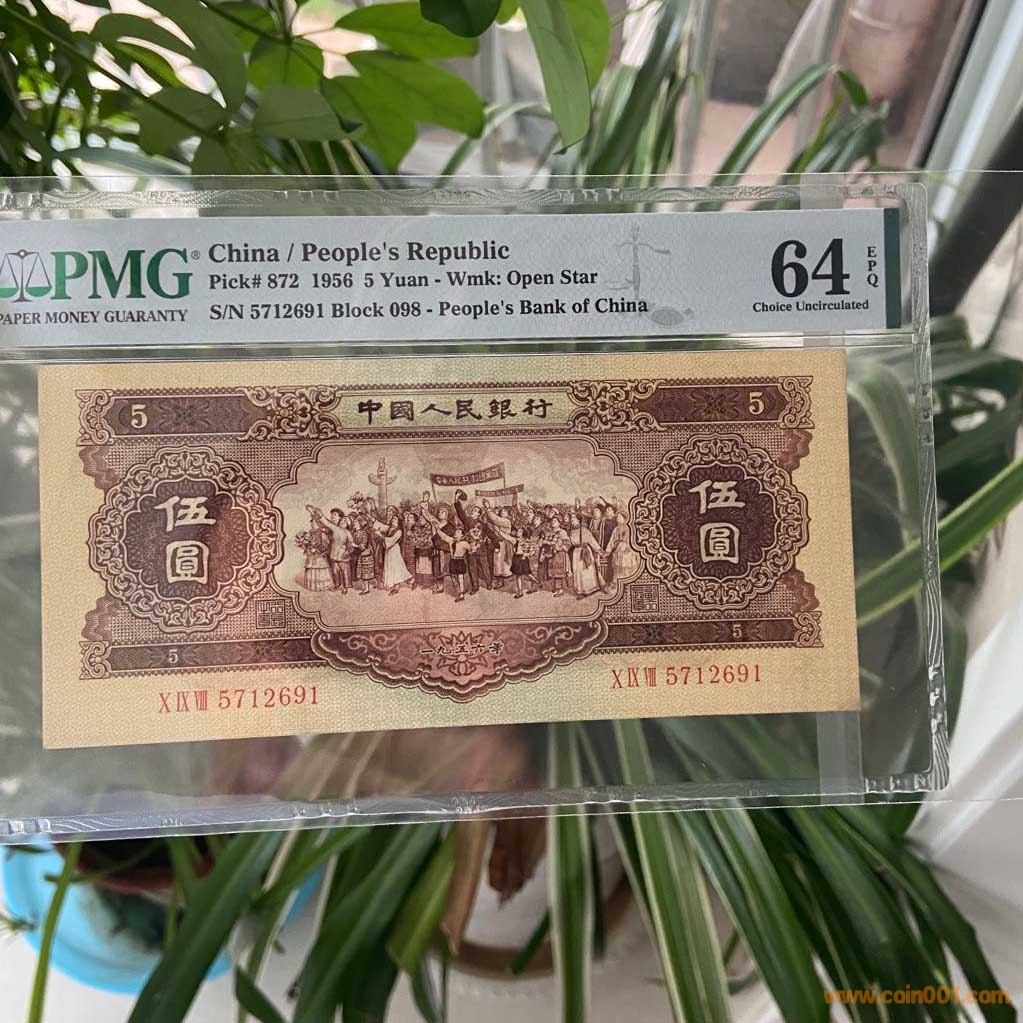 PMG®
PAPER MONEY GUARANTY
China / People's Republic
Pick# 872 1956 5 Yuan - Wmk: Open Star
S/N 5712691 Block 098 - People's Bank of China
64
EPQ
Choice Uncirculated
5
中國人民銀行
5
伍圓
伍圓
5
一九五六年
5
X IX VIII 5712691
X IX VIII 5712691
www.coin001.com